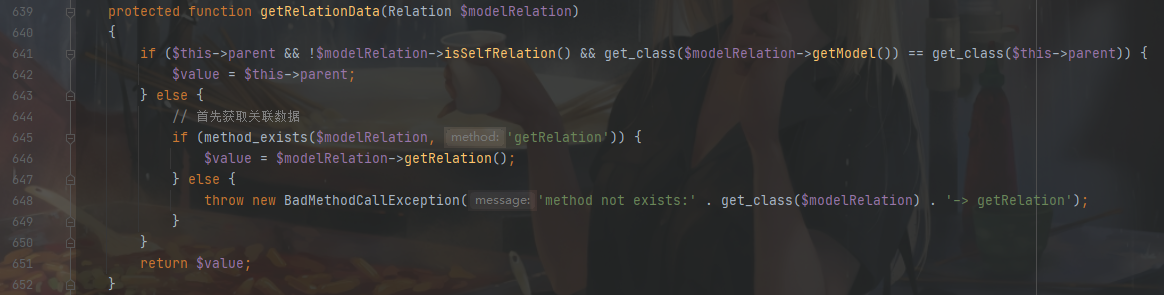 639 protected function getRelationData(Relation $modelRelation)
640 {
641 if ($this->parent && !$modelRelation->isSelfRelation() && get_class($modelRelation->getModel()) == get_class($this->parent)) {
642 $value = $this->parent;
643 } else {
644 // 首先获取关联数据
645 if (method_exists($modelRelation, method: 'getRelation')) {
646 $value = $modelRelation->getRelation();
647 } else {
648 throw new BadMethodCallException( message: 'method not exists:' . get_class($modelRelation) . '-> getRelation');
649 }
650 }
651 return $value;
652 }